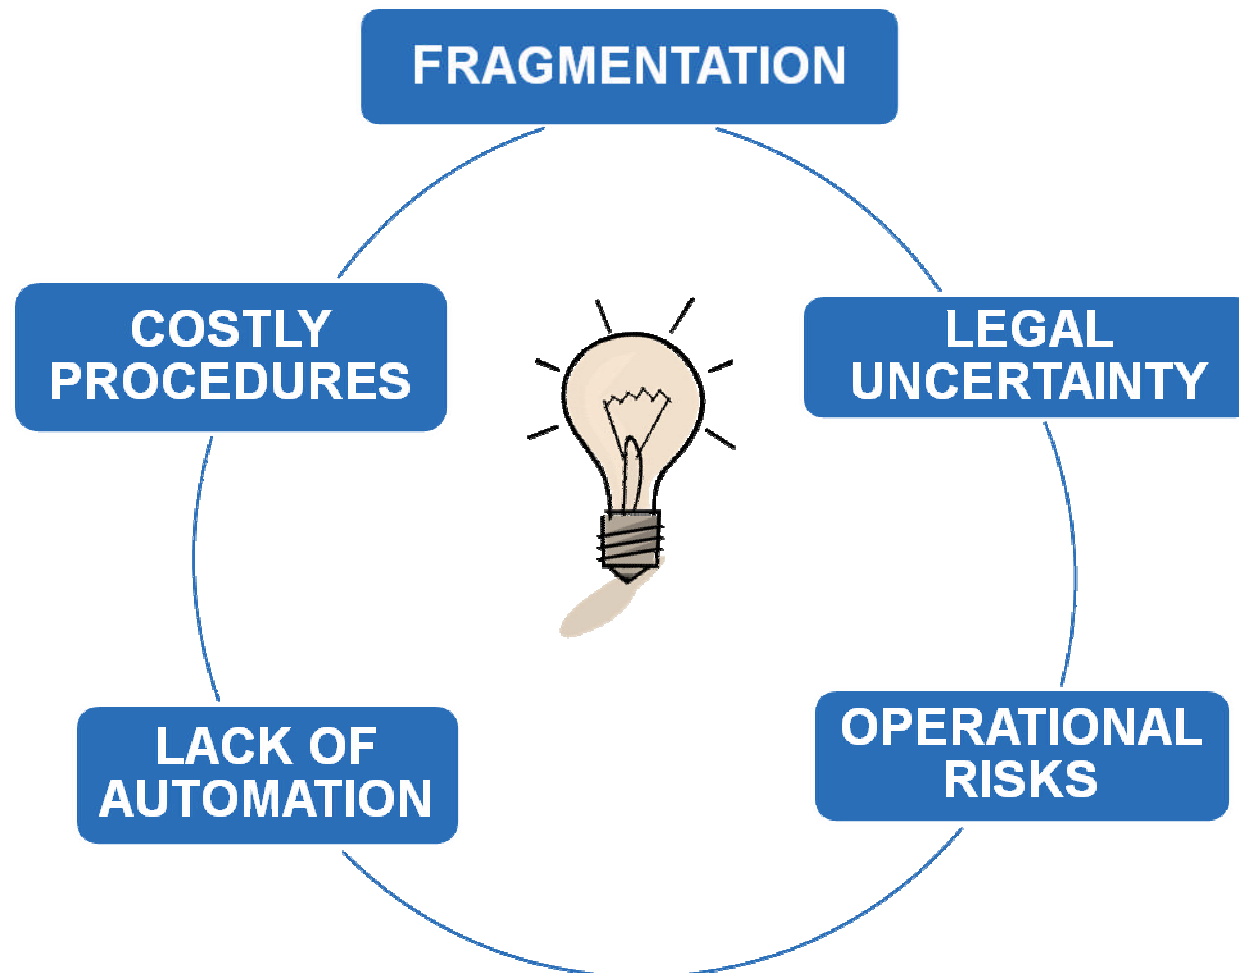 FRAGMENTATION
COSTLY
PROCEDURES
LEGAL
UNCERTAINTY
LACK OF
AUTOMATION
OPERATIONAL
RISKS